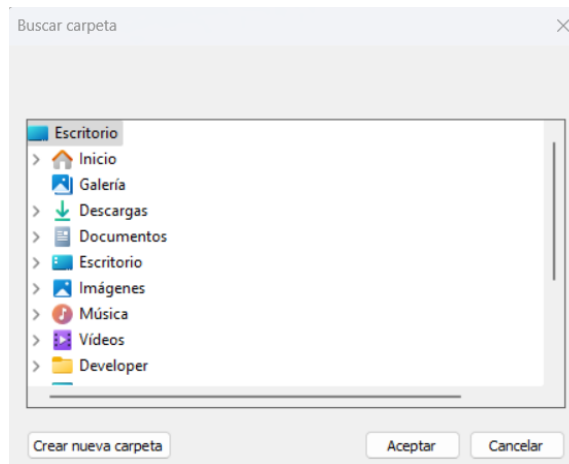 Buscar carpeta
Escritorio
Inicio
Galería
Descargas
Documentos
Escritorio
Imágenes
Música
Vídeos
Developer
Crear nueva carpeta
Aceptar
Cancelar